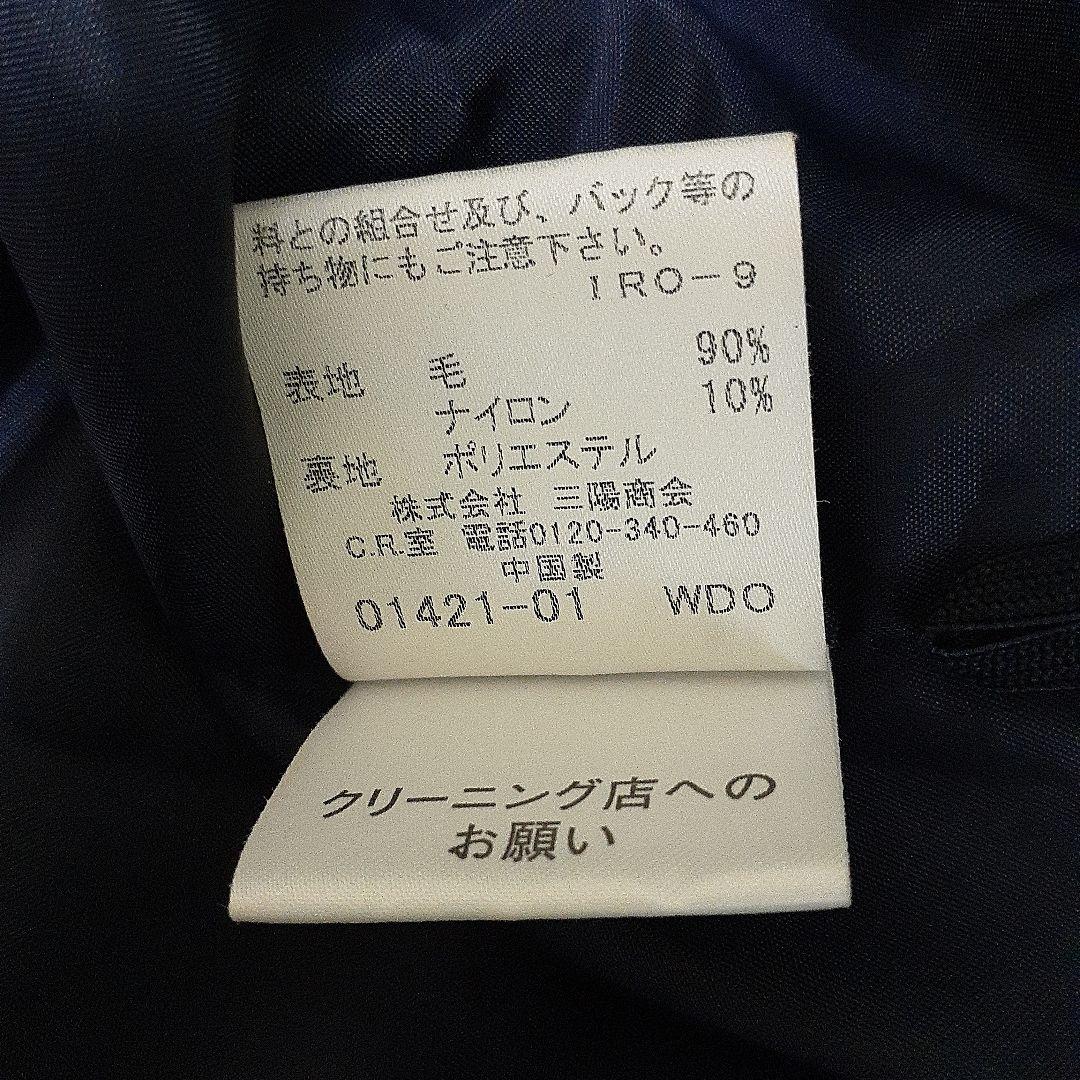 料との組合せ及び、バック等の
持ち物にもご注意下さい。
IRO-9
表地 毛 90%
ナイロン 10%
裏地 ポリエステル
株式会社 三陽商会
C.R.室 電話0120-340-460
中国製
01421-01 WDO
クリーニング店への
お願い